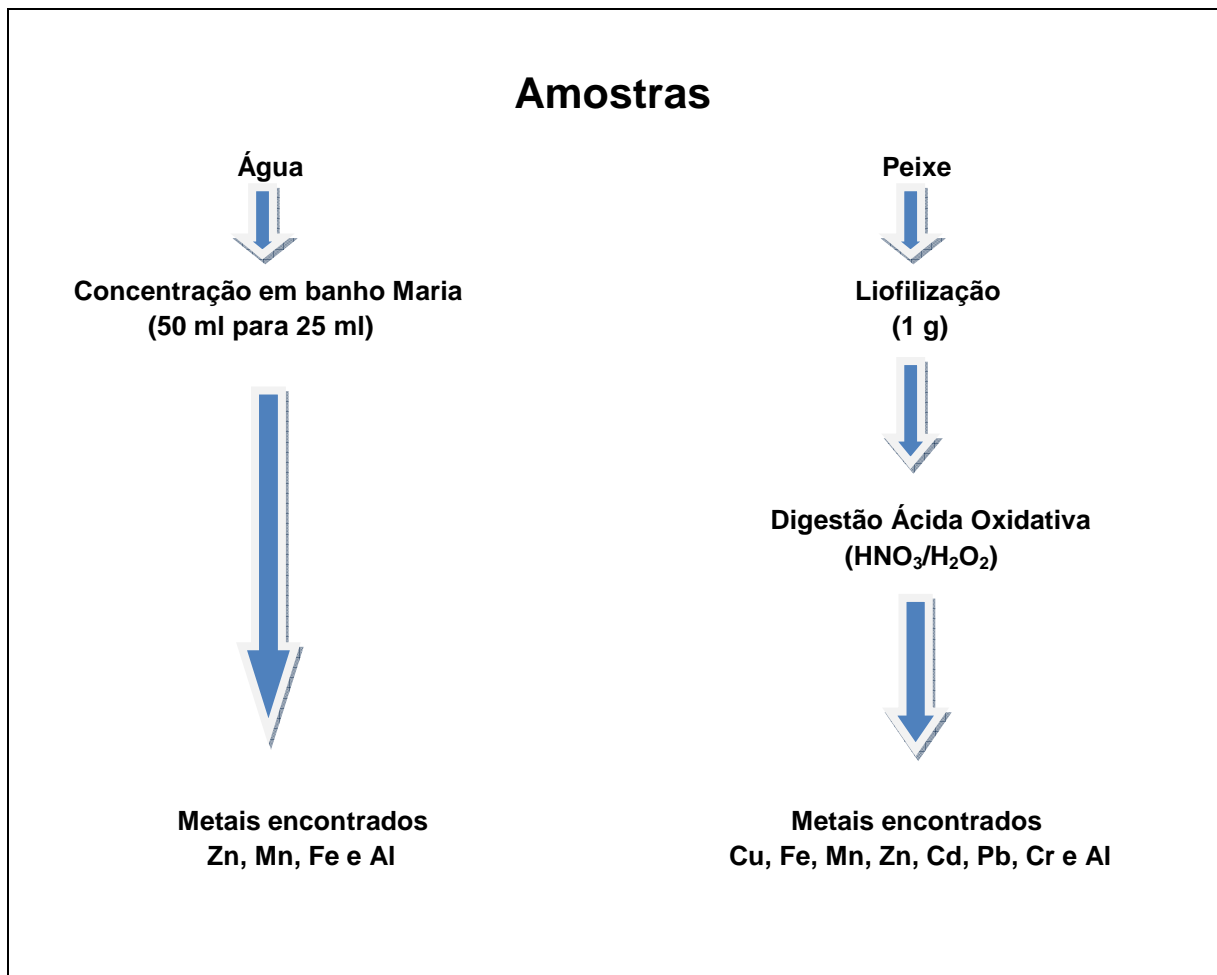 Amostras
Água
Concentração em banho Maria
(50 ml para 25 ml)
Metais encontrados
Zn, Mn, Fe e Al
Peixe
Liofilização
(1 g)
Digestão Ácida Oxidativa
(HNO₃/H₂O₂)
Metais encontrados
Cu, Fe, Mn, Zn, Cd, Pb, Cr e Al